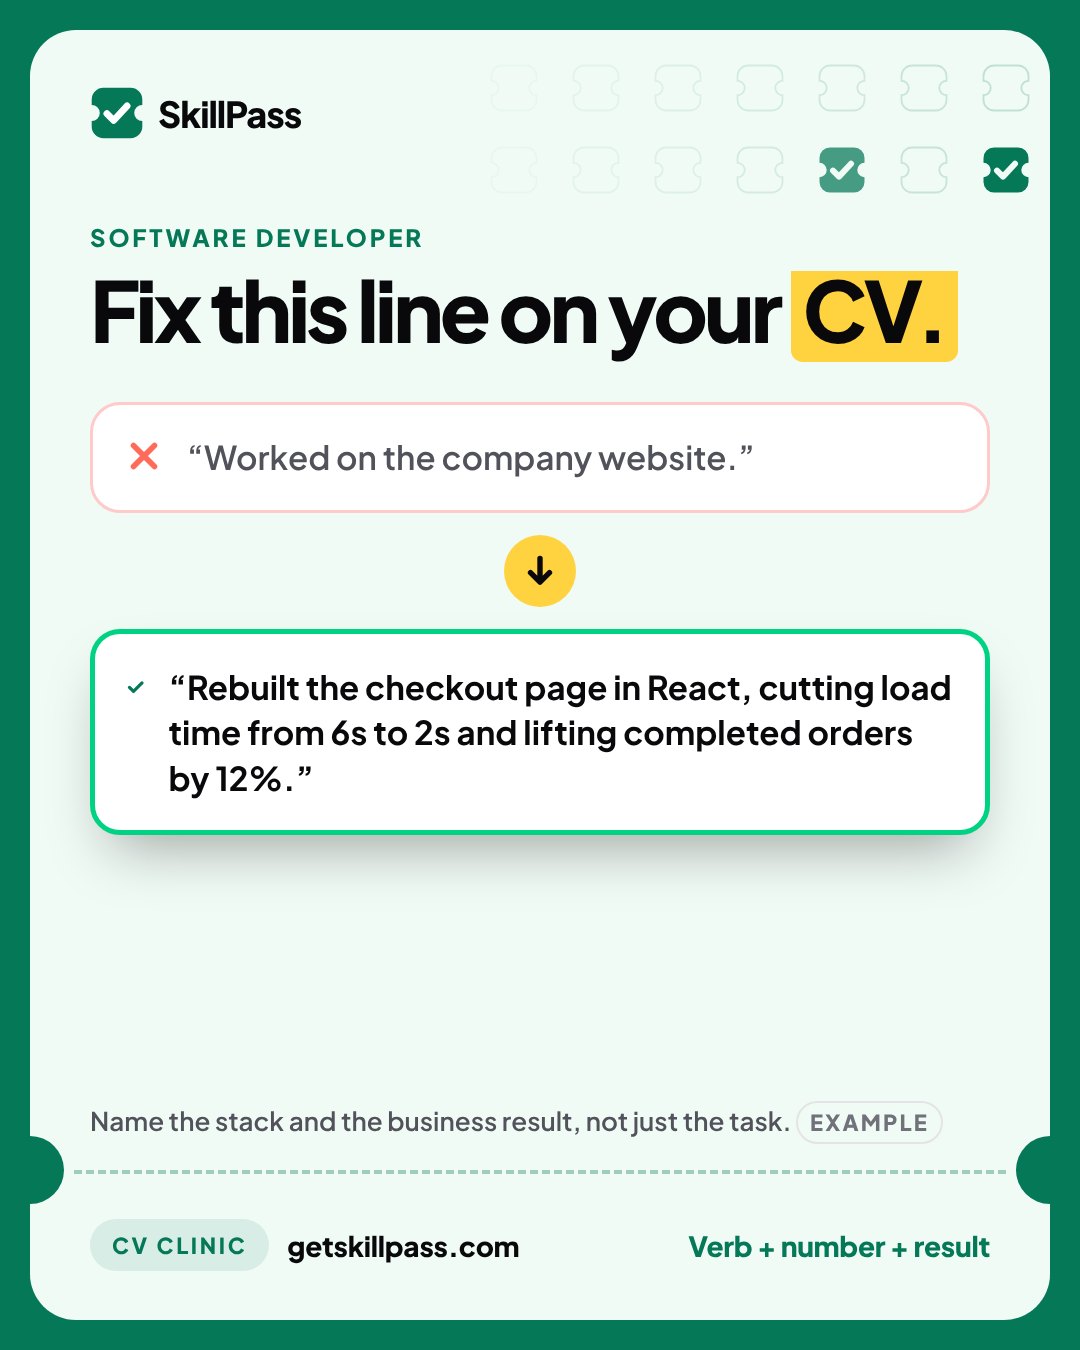 SkillPass
SOFTWARE DEVELOPER
Fix this line on your CV.
“Worked on the company website.”
“Rebuilt the checkout page in React, cutting load
time from 6s to 2s and lifting completed orders
by 12%.”
Name the stack and the business result, not just the task. EXAMPLE
CV CLINIC getskillpass.com Verb + number + result